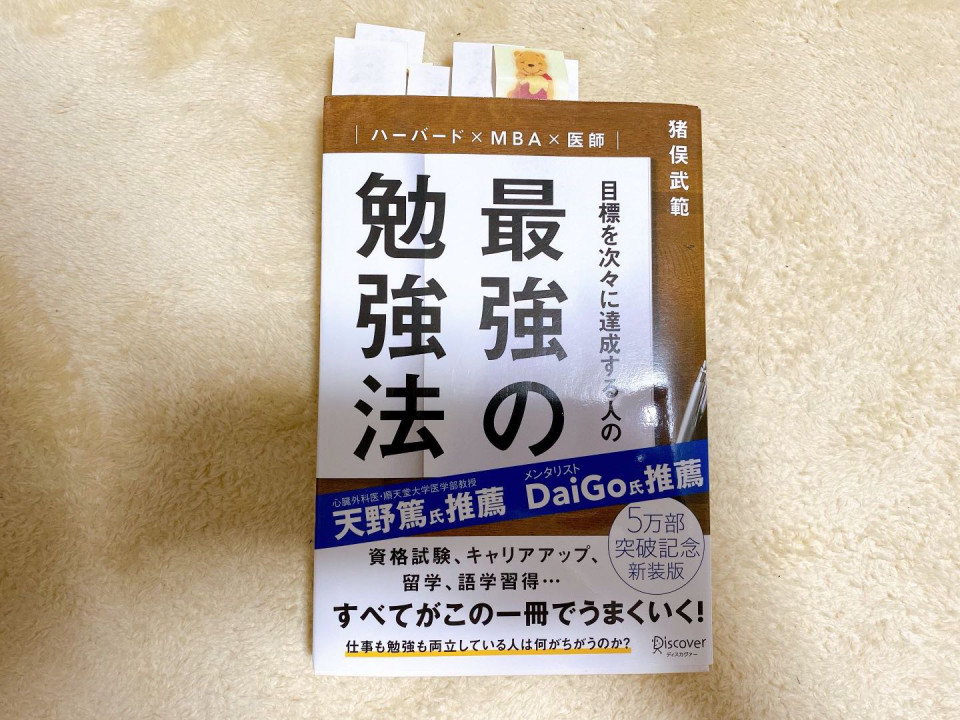 ハーバード×MBA×医師
猪俣武範
目標を次々に達成する人の
最強の
勉強法
心臓外科医・順天堂大学医学部教授
天野篤氏推薦
メンタリスト
DaiGo氏推薦
5万部
突破記念
新装版
資格試験、キャリアアップ、
留学、語学習得…
すべてがこの一冊でうまくいく!
仕事も勉強も両立している人は何がちがうのか?
Discover
ディスカヴァー